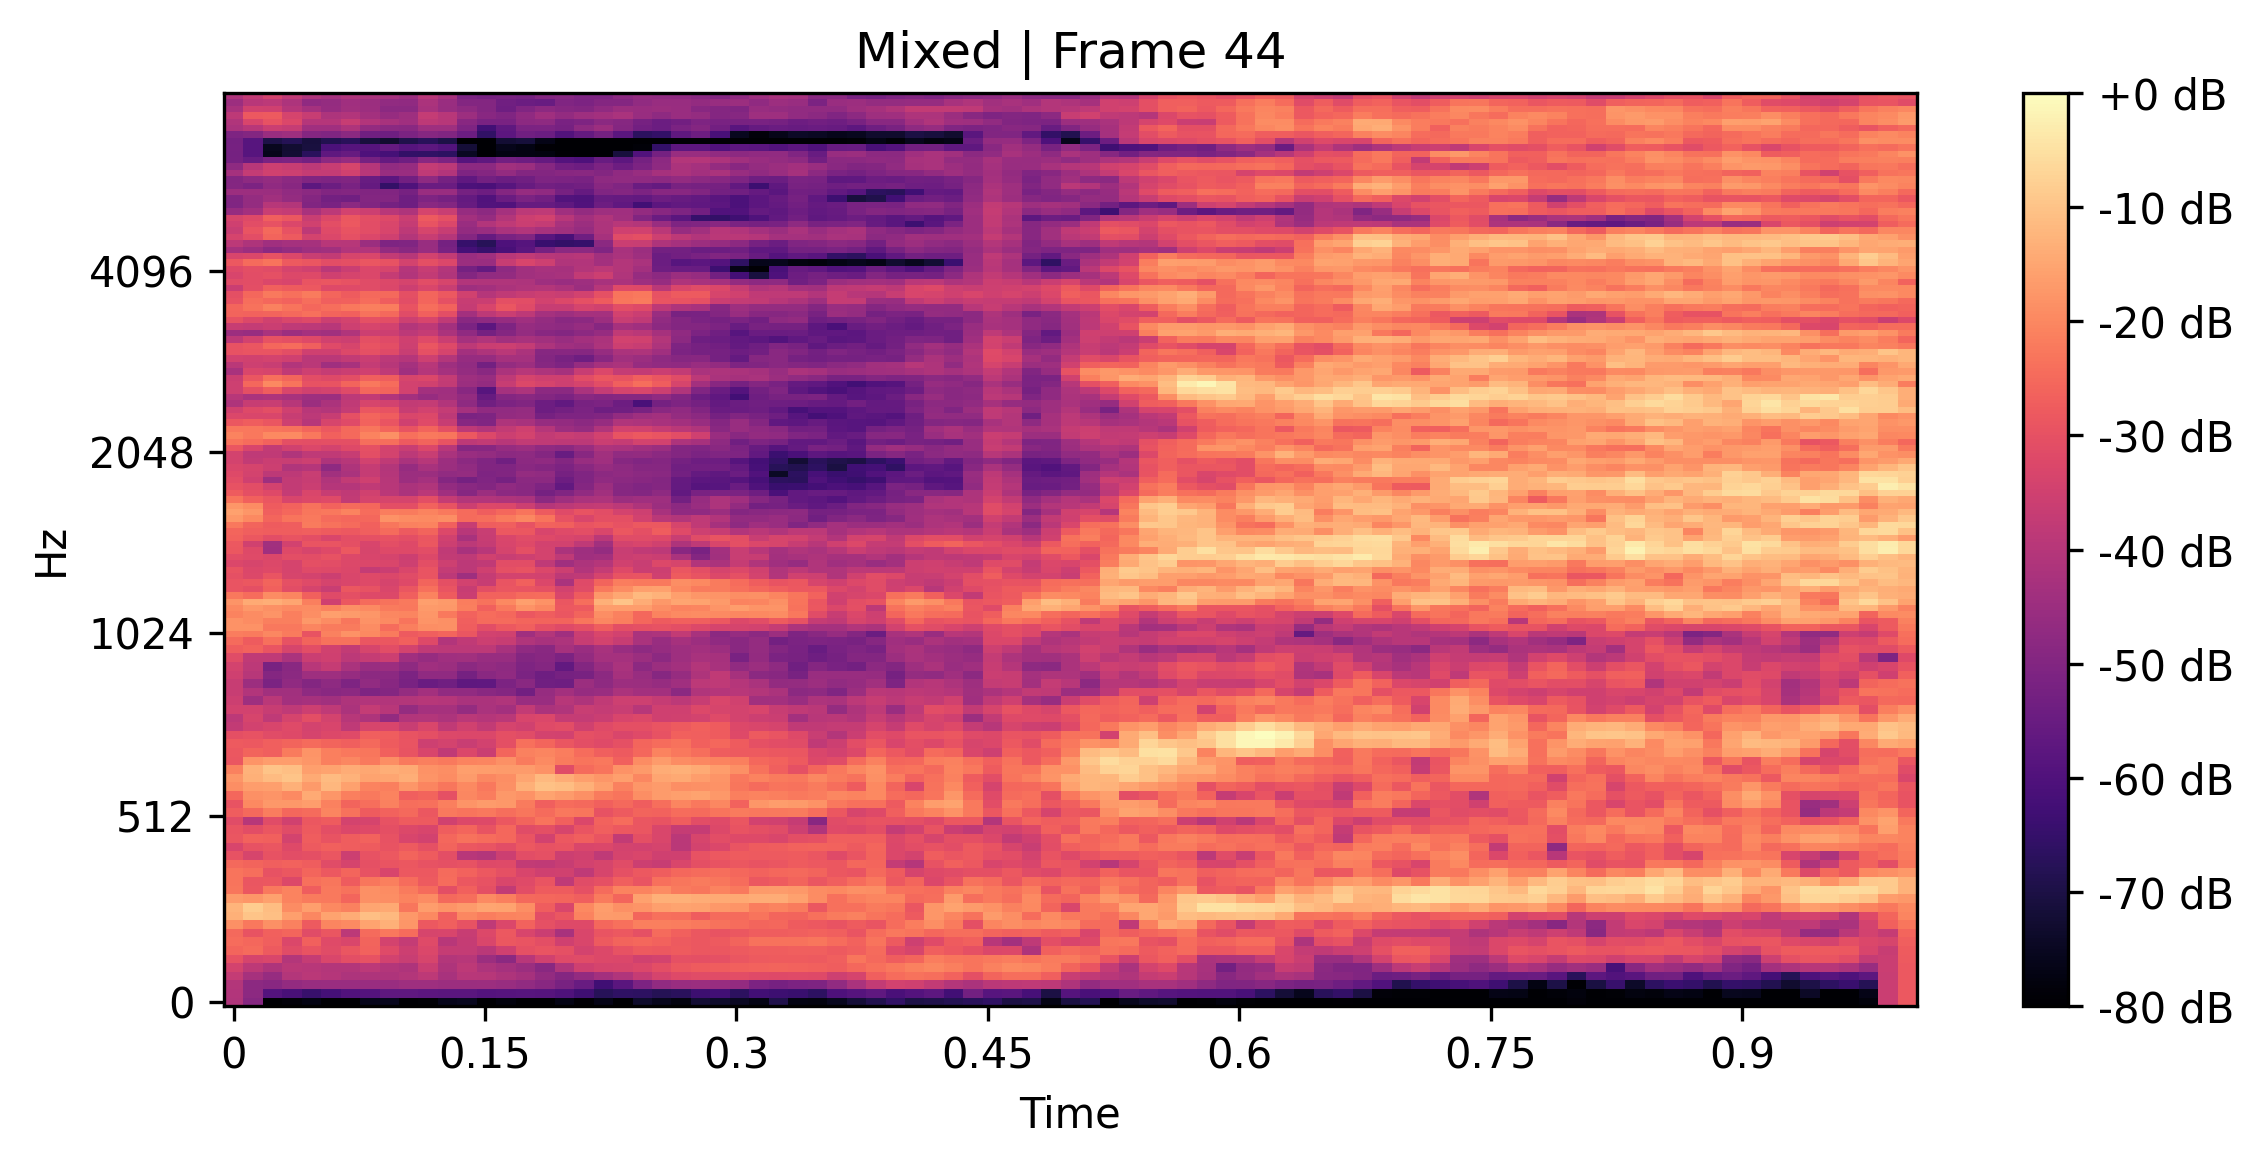 Mixed | Frame 44
+0 dB
-10 dB
-20 dB
-30 dB
-40 dB
-50 dB
-60 dB
-70 dB
-80 dB
Hz
4096
2048
1024
512
0
0 0.15 0.3 0.45 0.6 0.75 0.9
Time